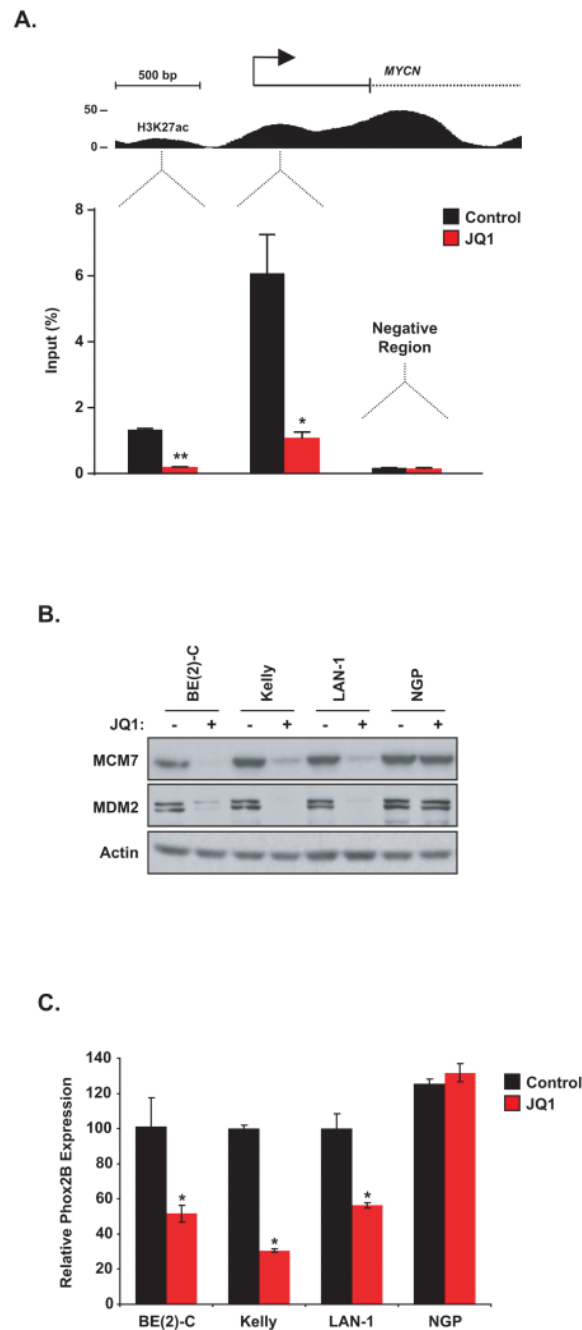 A.
500 bp
MYCN
50
H3K27ac
0
8
Control
JQ1
6
Negative
Region
Input (%)
4
2
*
**
0
B.
BE(2)-C
Kelly
LAN-1
NGP
JQ1: - + - + - + - +
MCM7
MDM2
Actin
C.
140
Control
JQ1
120
100
80
60
40
20
0
Relative Phox2B Expression
* * *
BE(2)-C Kelly LAN-1 NGP